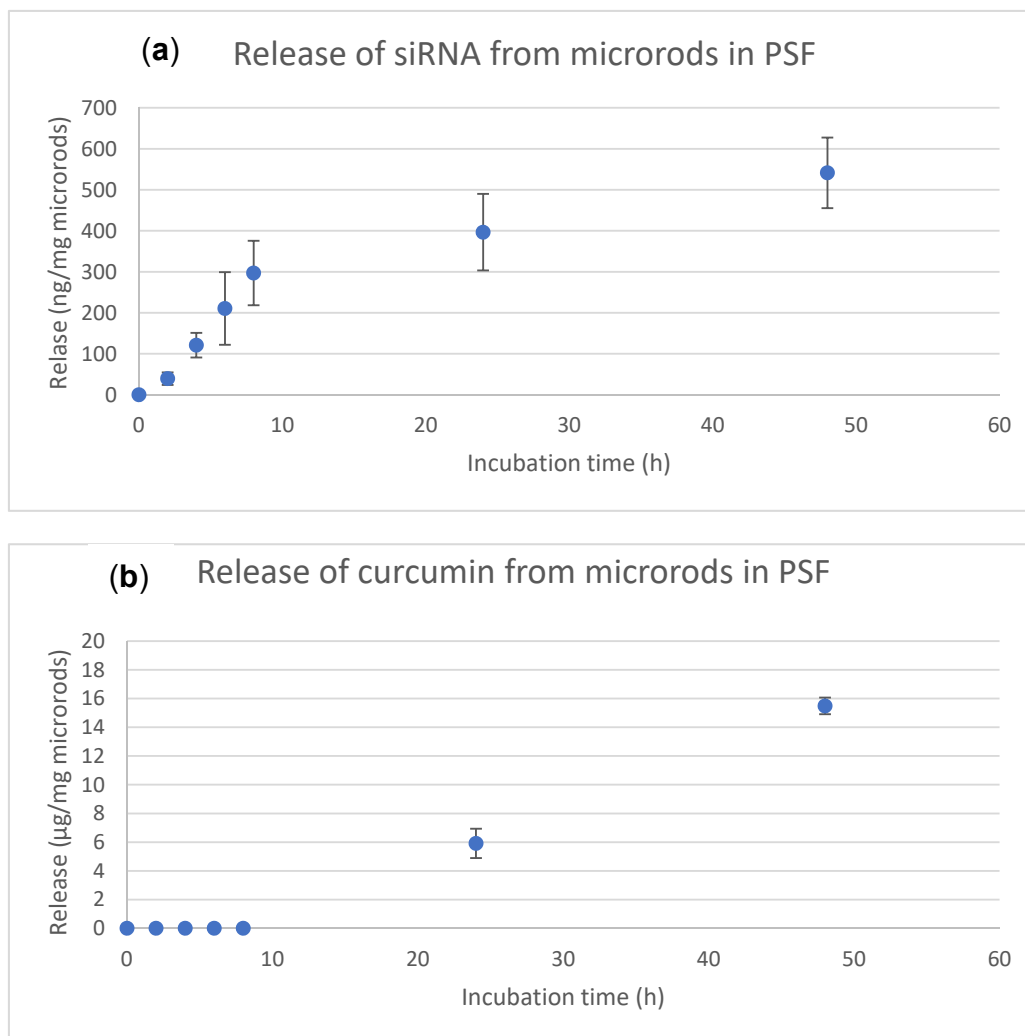 (a) Release of siRNA from microrods in PSF
Relase (ng/mg microrods)
700
600
500
400
300
200
100
0
0 10 20 30 40 50 60
Incubation time (h)
(b) Release of curcumin from microrods in PSF
Release (µg/mg microrods)
20
18
16
14
12
10
8
6
4
2
0
0 10 20 30 40 50 60
Incubation time (h)